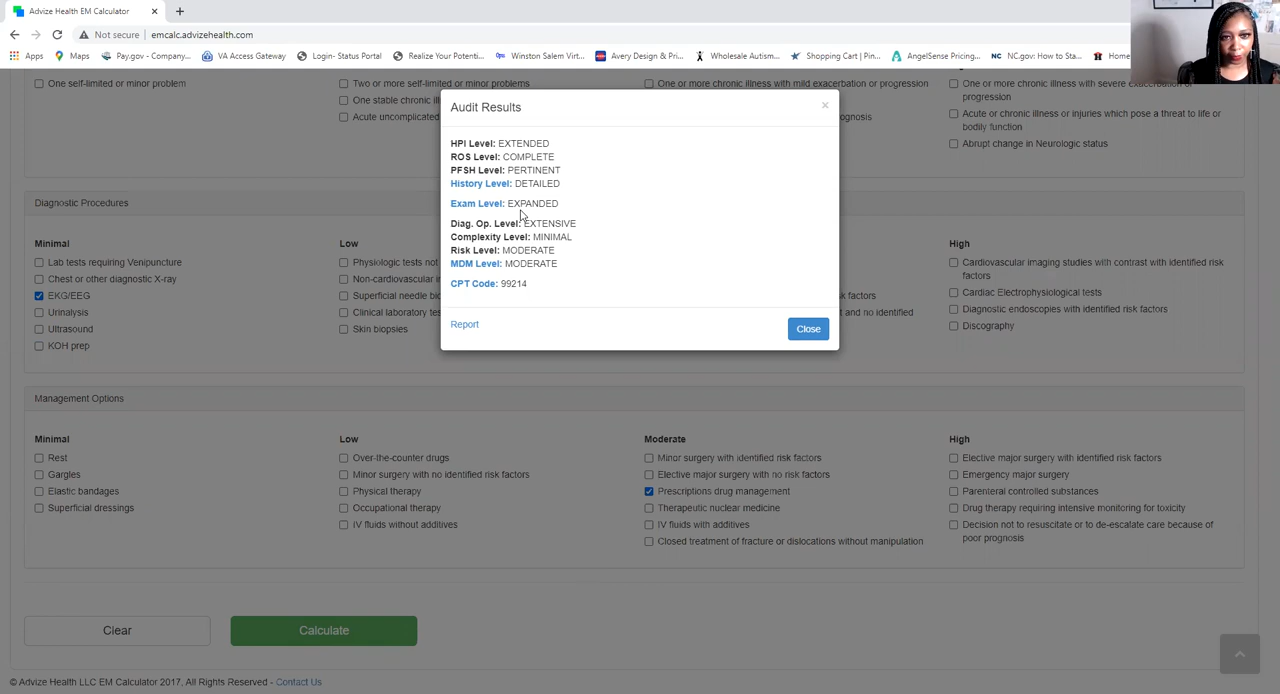 Advize Health EM Calculator
Not secure | emcalc.advizehealth.com
Apps Maps Pay.gov - Company... VA Access Gateway Login- Status Portal Realize Your Potenti... Winston Salem Virt... Avery Design & Pri... Wholesale Autism... Shopping Cart | Pin... AngelSense Pricing... NC.gov: How to Sta... Home
One self-limited or minor problem
Two or more self-limited or minor problems
One stable chronic
Acute uncomplicated
One or more chronic illness with mild exacerbation or progression
One or more chronic illness with severe exacerbation or
progression
Acute or chronic illness or injuries which pose a threat to life or
bodily function
Abrupt change in Neurologic status
Audit Results
×
HPI Level: EXTENDED
ROS Level: COMPLETE
PFSH Level: PERTINENT
History Level: DETAILED
Exam Level: EXPANDED
Diag. Op. Level: EXTENSIVE
Complexity Level: MINIMAL
Risk Level: MODERATE
MDM Level: MODERATE
CPT Code: 99214
Report
Close
Diagnostic Procedures
Minimal
Lab tests requiring Venipuncture
Chest or other diagnostic X-ray
EKG/EEG
Urinalysis
Ultrasound
KOH prep
Low
Physiologic tests not
Non-cardiovascular
Superficial needle
Clinical laboratory
Skin biopsies
factors
and no identified
High
Cardiovascular imaging studies with contrast with identified risk
factors
Cardiac Electrophysiological tests
Diagnostic endoscopies with identified risk factors
Discography
Management Options
Minimal
Rest
Gargles
Elastic bandages
Superficial dressings
Low
Over-the-counter drugs
Minor surgery with no identified risk factors
Physical therapy
Occupational therapy
IV fluids without additives
Moderate
Minor surgery with identified risk factors
Elective major surgery with no risk factors
Prescriptions drug management
Therapeutic nuclear medicine
IV fluids with additives
Closed treatment of fracture or dislocations without manipulation
High
Elective major surgery with identified risk factors
Emergency major surgery
Parenteral controlled substances
Drug therapy requiring intensive monitoring for toxicity
Decision not to resuscitate or to de-escalate care because of
poor prognosis
Clear
Calculate
© Advize Health LLC EM Calculator 2017, All Rights Reserved - Contact Us